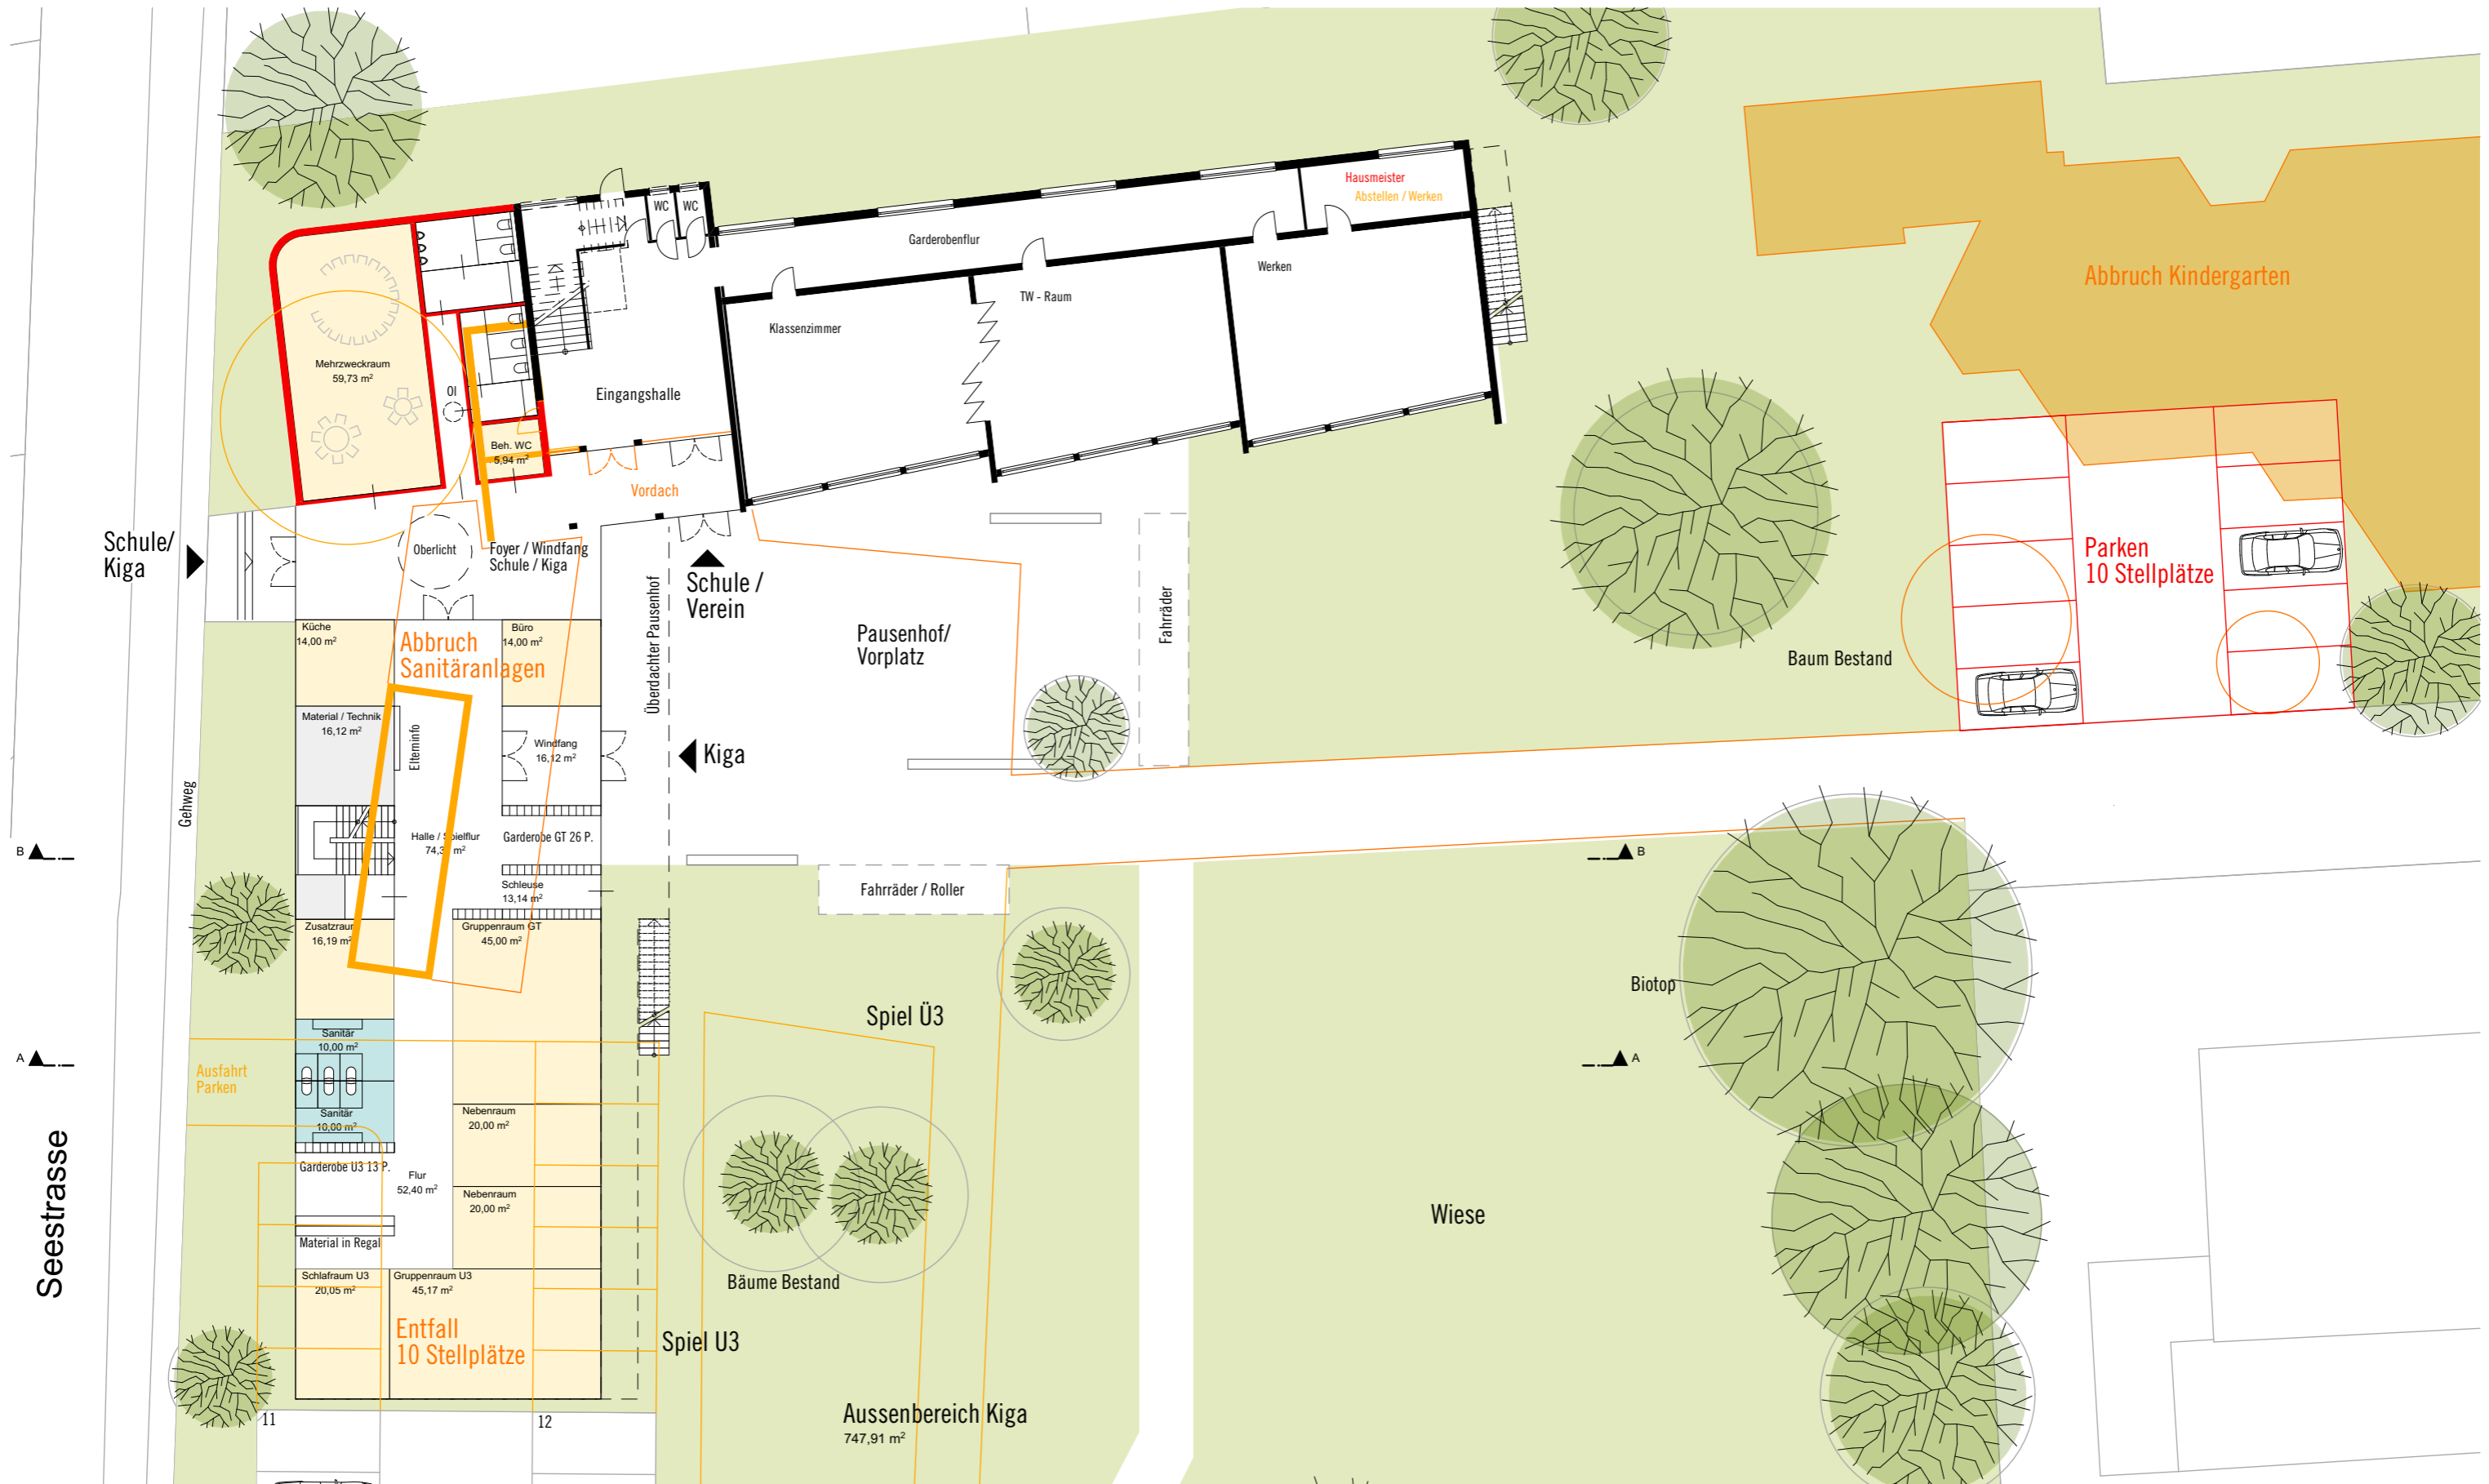 WC
WC
Hausmeister
Abstellen / Werken
Garderobenflur
Werken
TW - Raum
Klassenzimmer
Abbruch Kindergarten
Mehrzweckraum
59,73 m²
Ol
Eingangshalle
Beh. WC
5,94 m²
Vordach
Schule/
Kiga
Oberlicht
Foyer / Windfang
Schule / Kiga
Schule /
Verein
Überdachter Pausenhof
Pausenhof/
Vorplatz
Fahrräder
Parken
10 Stellplätze
Baum Bestand
Küche
14,00 m²
Abbruch
Sanitäranlagen
Büro
14,00 m²
Material / Technik
16,12 m²
Elterninfo
Windfang
16,12 m²
Kiga
Gehweg
Halle / Spielflur
m²
Garderobe GT 26 P.
B
B
Schleuse
13,14 m²
Fahrräder / Roller
Zusatzraum
16,19 m²
Gruppenraum GT
45,00 m²
Biotop
Spiel Ü3
Sanitär
10,00 m²
A
A
Ausfahrt
Parken
Sanitär
10,00 m²
Nebenraum
20,00 m²
Garderobe U3 13 P.
Flur
52,40 m²
Nebenraum
20,00 m²
Seestrasse
Wiese
Material in Regal
Schlafraum U3
20,05 m²
Gruppenraum U3
45,17 m²
Bäume Bestand
Entfall
10 Stellplätze
Spiel U3
11
12
Aussenbereich Kiga
747,91 m²